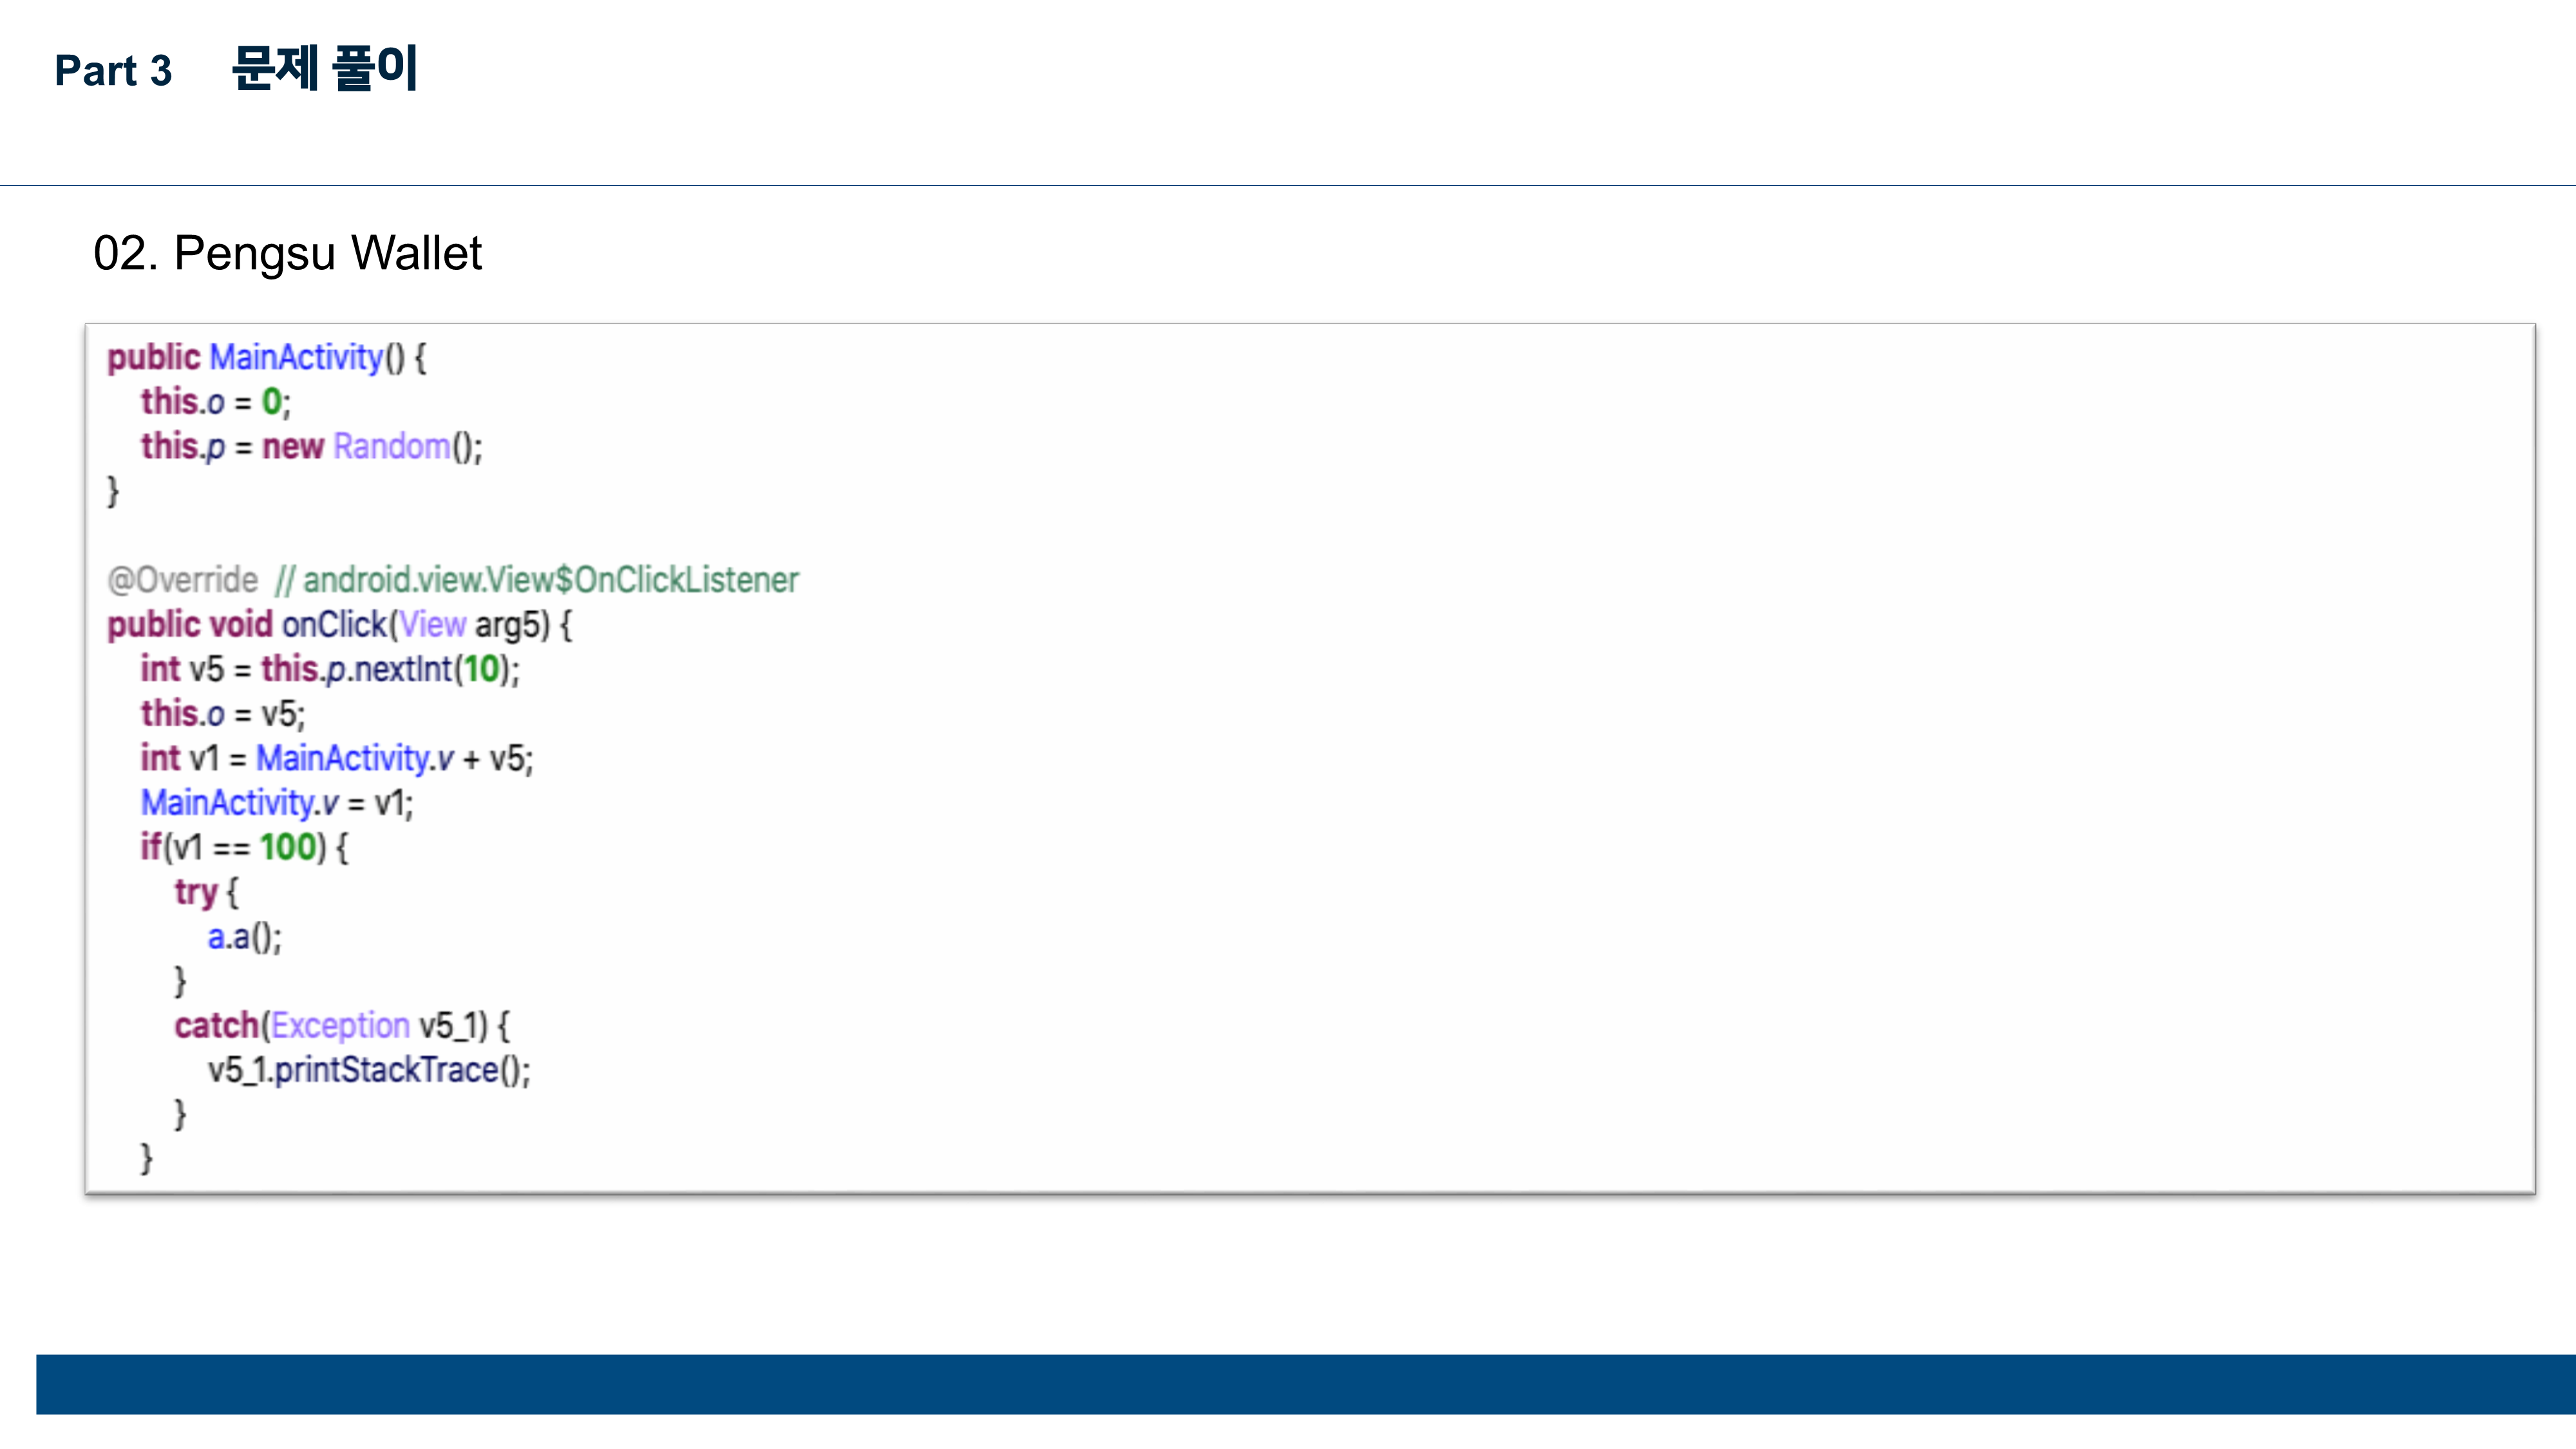 Part 3 문제 풀이
02. Pengsu Wallet
public MainActivity() {
this.o = 0;
this.p = new Random();
}
@Override // android.view.View$OnClickListener
public void onClick(View arg5) {
int v5 = this.p.nextInt(10);
this.o = v5;
int v1 = MainActivity.v + v5;
MainActivity.v = v1;
if(v1 == 100) {
try {
a.a();
}
catch(Exception v5_1) {
v5_1.printStackTrace();
}
}